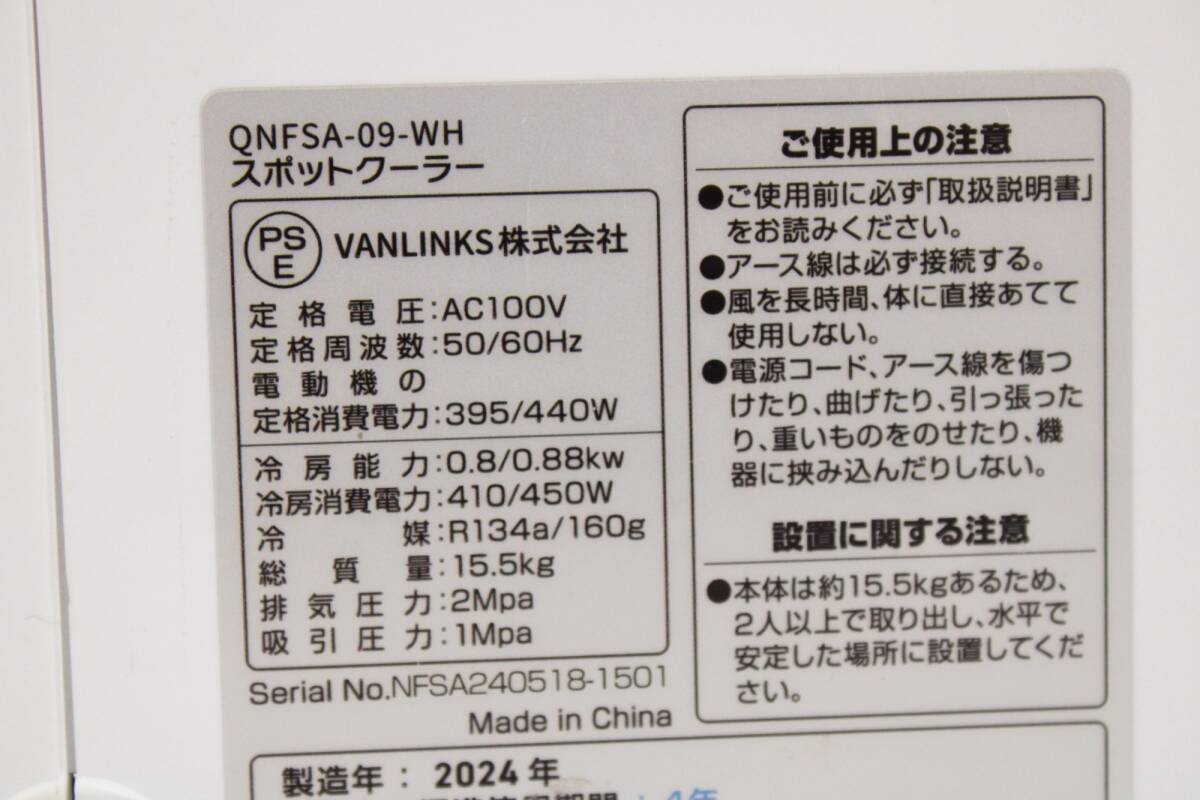 QNFSA-09-WH
スポットクーラー
PS
E
VANLINKS株式会社
定格電圧:AC100V
定格周波数:50/60Hz
電動機の
定格消費電力:395/440W
冷房能力:0.8/0.88kw
冷房消費電力:410/450W
冷媒:R134a/160g
総質量:15.5kg
排気圧力:2Mpa
吸引圧力:1Mpa
Serial No.NFSA240518-1501
Made in China
ご使用上の注意
●ご使用前に必ず「取扱説明書」
をお読みください。
●アース線は必ず接続する。
●風を長時間、体に直接あてて
使用しない。
●電源コード、アース線を傷つ
けたり、曲げたり、引っ張った
り、重いものをのせたり、機
器に挟み込んだりしない。
設置に関する注意
●本体は約15.5kgあるため、
2人以上で取り出し、水平で
安定した場所に設置してくだ
さい。
製造年：2024年